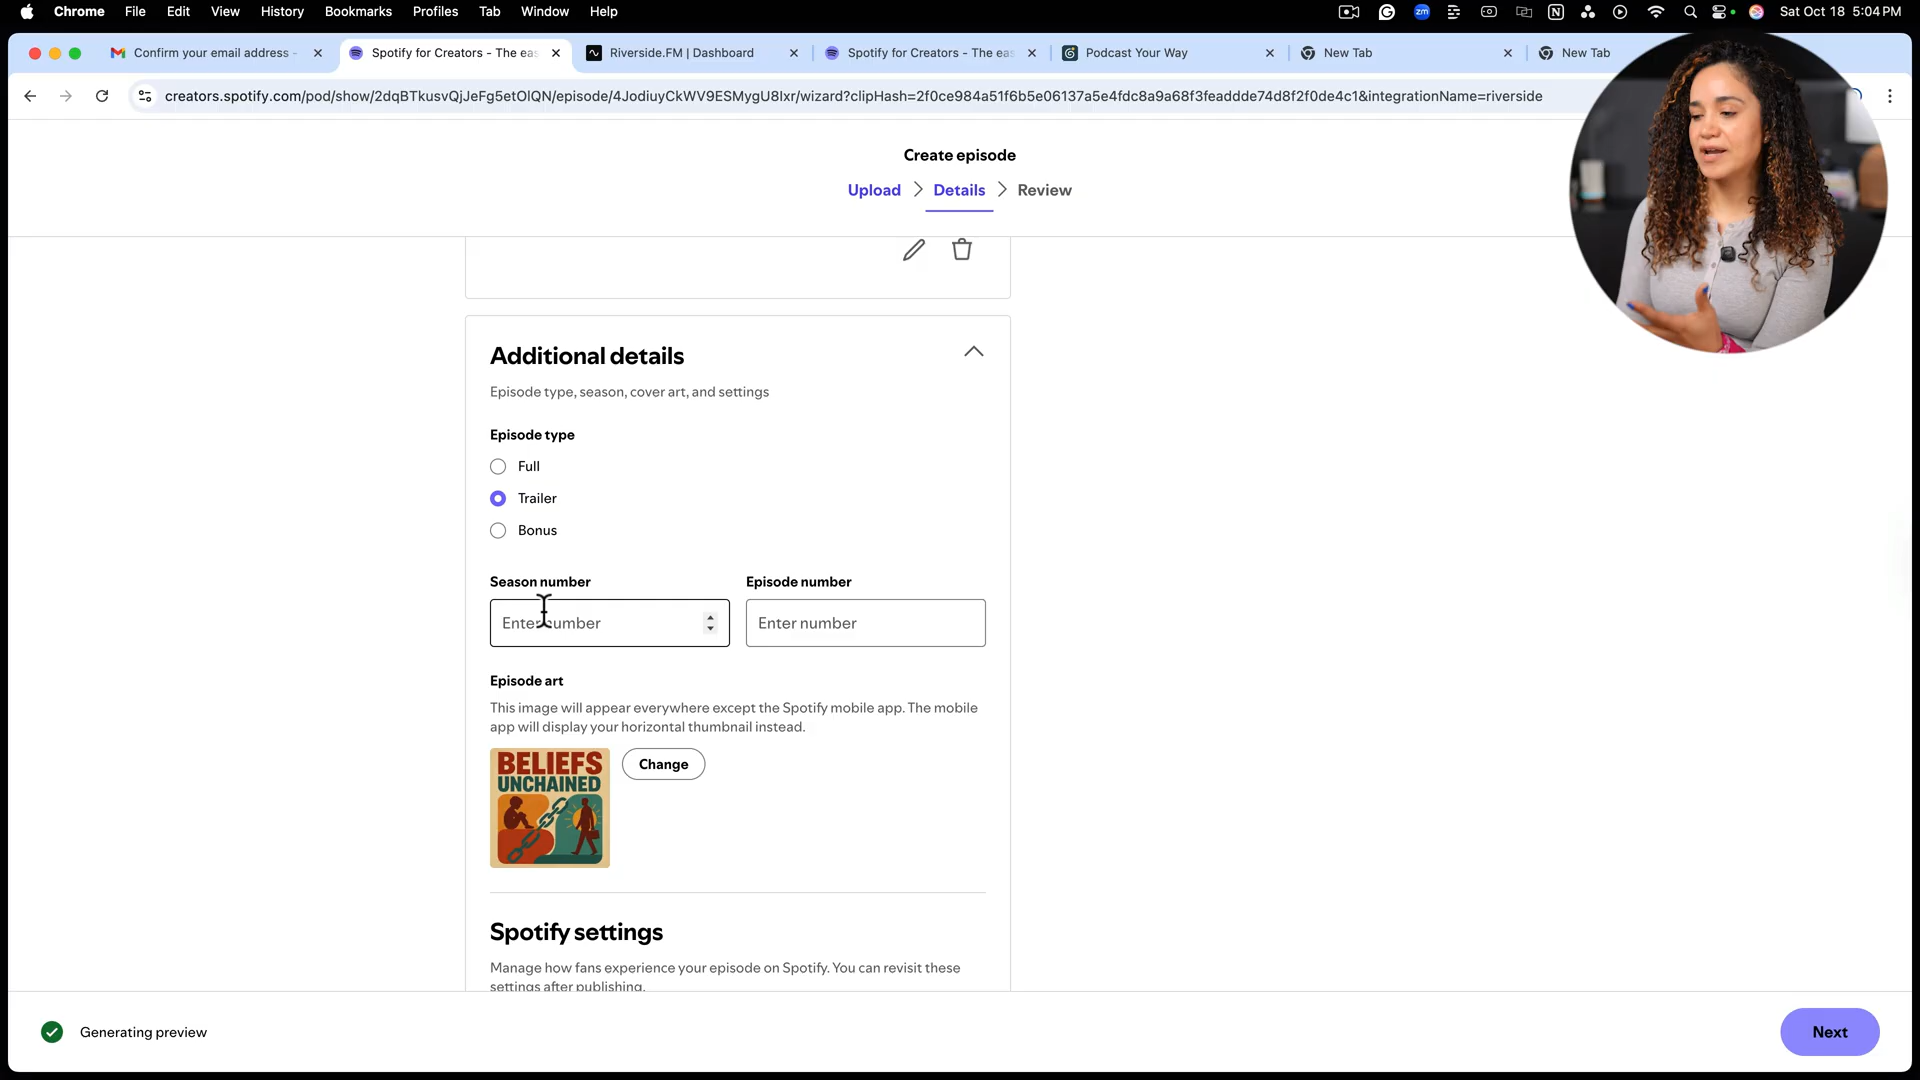 Chrome File Edit View History Bookmarks Profiles Tab Window Help
zm
Sat Oct 18 5:04 PM
Confirm your email address -
Spotify for Creators - The eas
Riverside.FM | Dashboard
Spotify for Creators - The eas
Podcast Your Way
New Tab
New Tab
creators.spotify.com/pod/show/2dqBTkusvQjJeFg5etOlQN/episode/4JodiuyCkWV9ESMygU8lxr/wizard?clipHash=2f0ce984a51f6b5e06137a5e4fdc8a9a68f3feaddde74d8f2f0de4c1&integrationName=riverside
Create episode
Upload > Details > Review
Additional details
Episode type, season, cover art, and settings
Episode type
Full
Trailer
Bonus
Season number
Episode number
Enter number
Enter number
Episode art
This image will appear everywhere except the Spotify mobile app. The mobile
app will display your horizontal thumbnail instead.
BELIEFS
UNCHAINED
Change
Spotify settings
Manage how fans experience your episode on Spotify. You can revisit these
settings after publishing.
Generating preview
Next